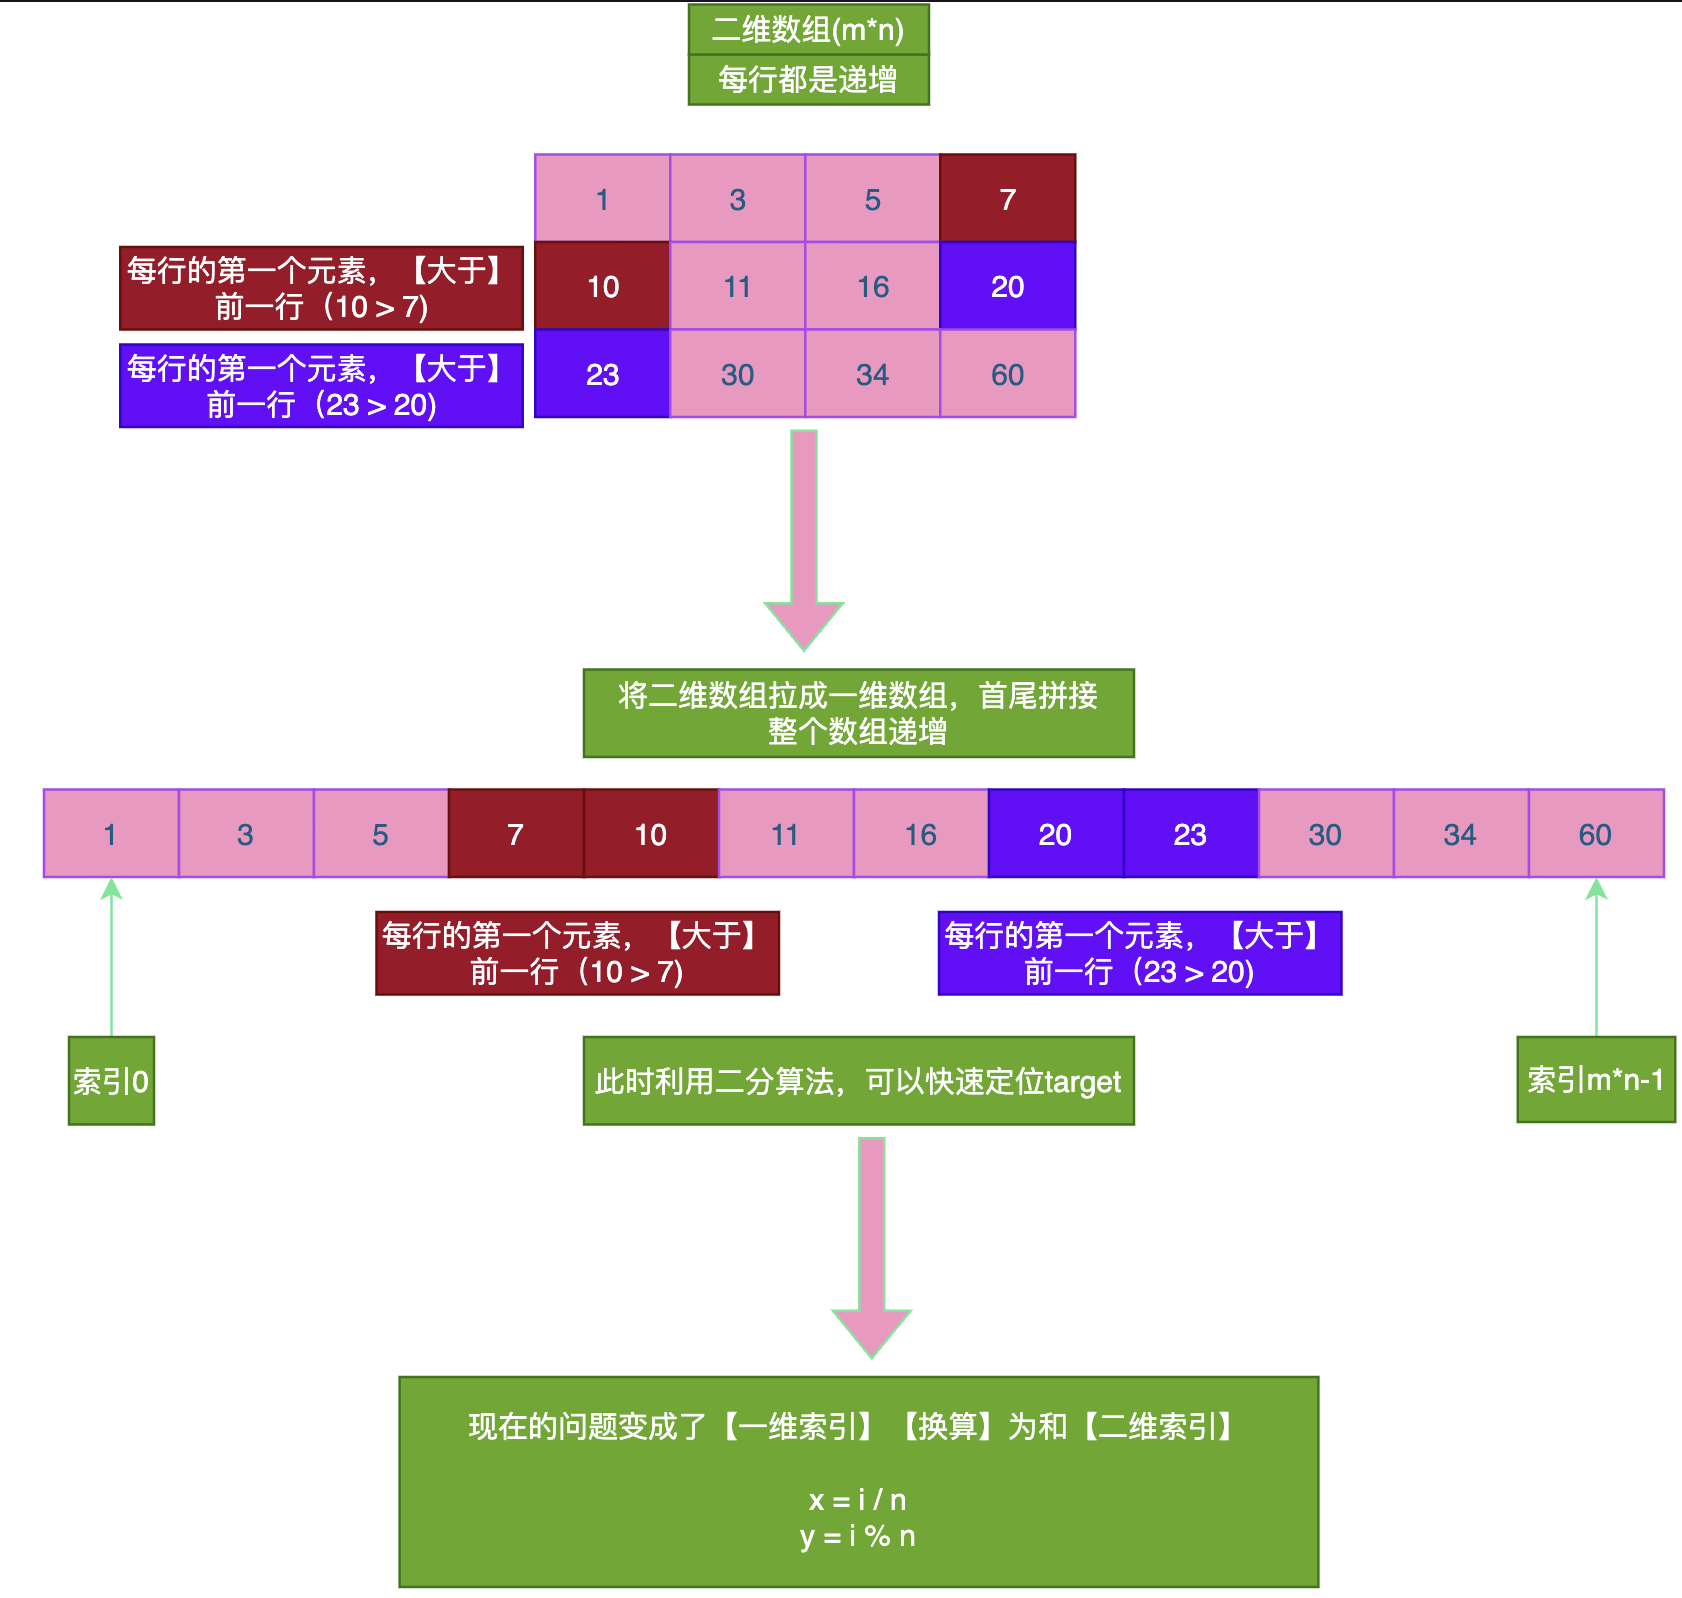 二维数组(m*n)
每行都是递增
1 3 5 7
每行的第一个元素，【大于】
前一行（10 > 7)
10 11 16 20
每行的第一个元素，【大于】
前一行（23 > 20)
23 30 34 60
将二维数组拉成一维数组，首尾拼接
整个数组递增
1 3 5 7 10 11 16 20 23 30 34 60
每行的第一个元素，【大于】
前一行（10 > 7)
每行的第一个元素，【大于】
前一行（23 > 20)
索引0
此时利用二分算法，可以快速定位target
索引m*n-1
现在的问题变成了【一维索引】【换算】为和【二维索引】
x = i / n
y = i % n